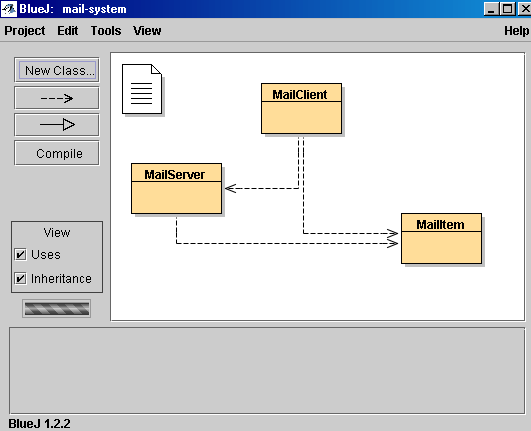 BlueJ: mail-system
Project Edit Tools View Help
New Class...
Compile
View
Uses
Inheritance
MailClient
MailServer
MailItem
BlueJ 1.2.2